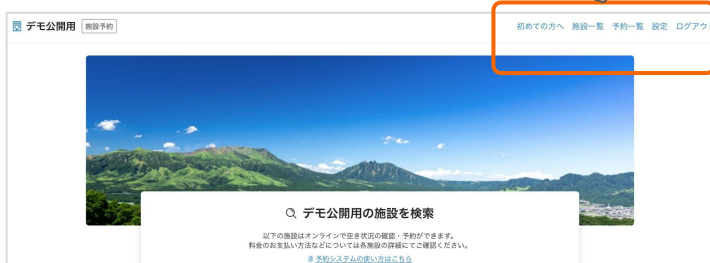 デモ公開用 施設予約
初めての方へ 施設一覧 予約一覧 設定 ログアウ
デモ公開用の施設を検索
以下の施設はオンラインで空き状況の確認・予約ができます。
料金のお支払い方法などについては各施設の詳細にてご確認ください。
予約システムの使い方はこちら